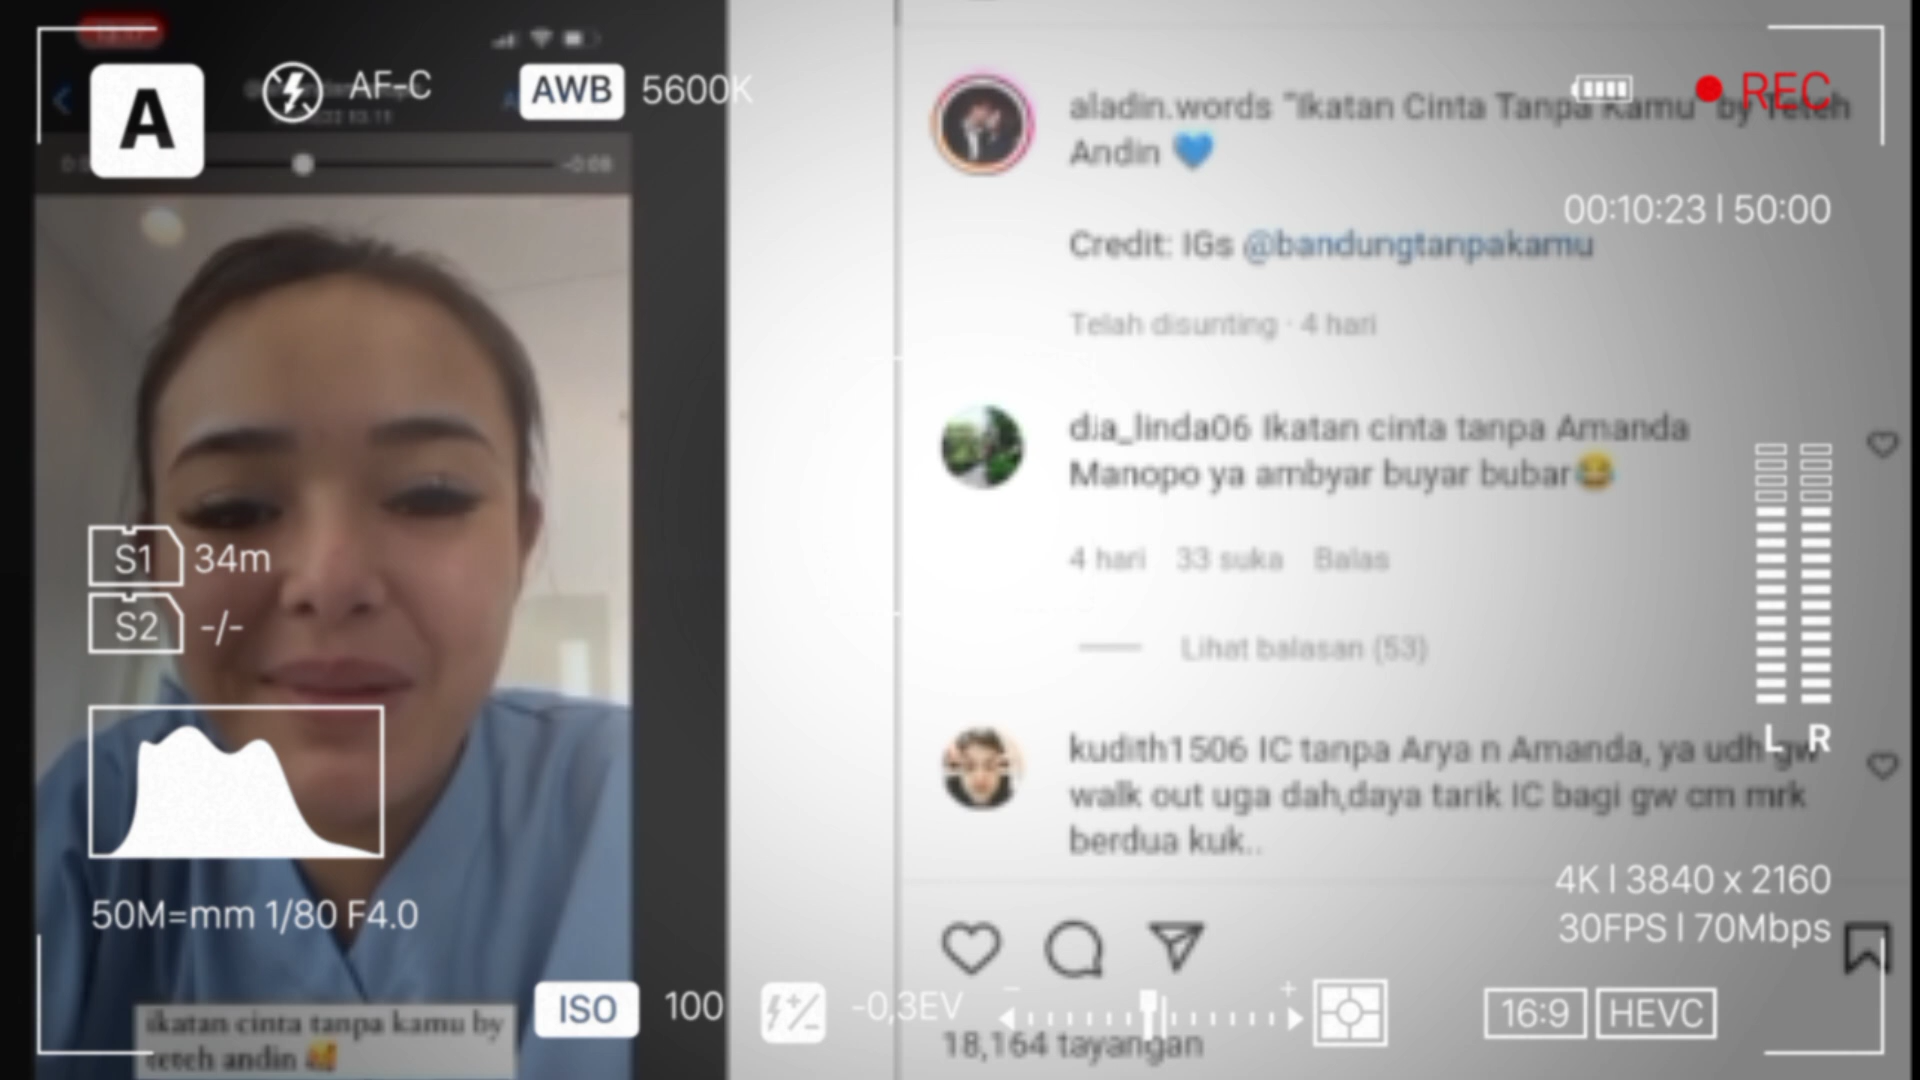 A
AF-C
AWB 5600K
REC
aladin.words "Ikatan Cinta Tanpa Kamu" by Teteh
Andin 💙
00:10:23 | 50:00
Credit: IGs @bandungtanpakamu
Telah disunting · 4 hari
dia_linda06 Ikatan cinta tanpa Amanda
Manopo ya ambyar buyar bubar😂
4 hari 33 suka Balas
Lihat balasan (53)
S1 34m
S2 -/-
L R
kudith1506 IC tanpa Arya n Amanda, ya udh gw
walk out uga dah,daya tarik IC bagi gw cm mrk
berdua kuk..
4K | 3840 x 2160
30FPS | 70Mbps
50M=mm 1/80 F4.0
ISO 100
-0,3EV
16:9 HEVC
18,164 tayangan
ikatan cinta tanpa kamu by
teteh andin 🥰